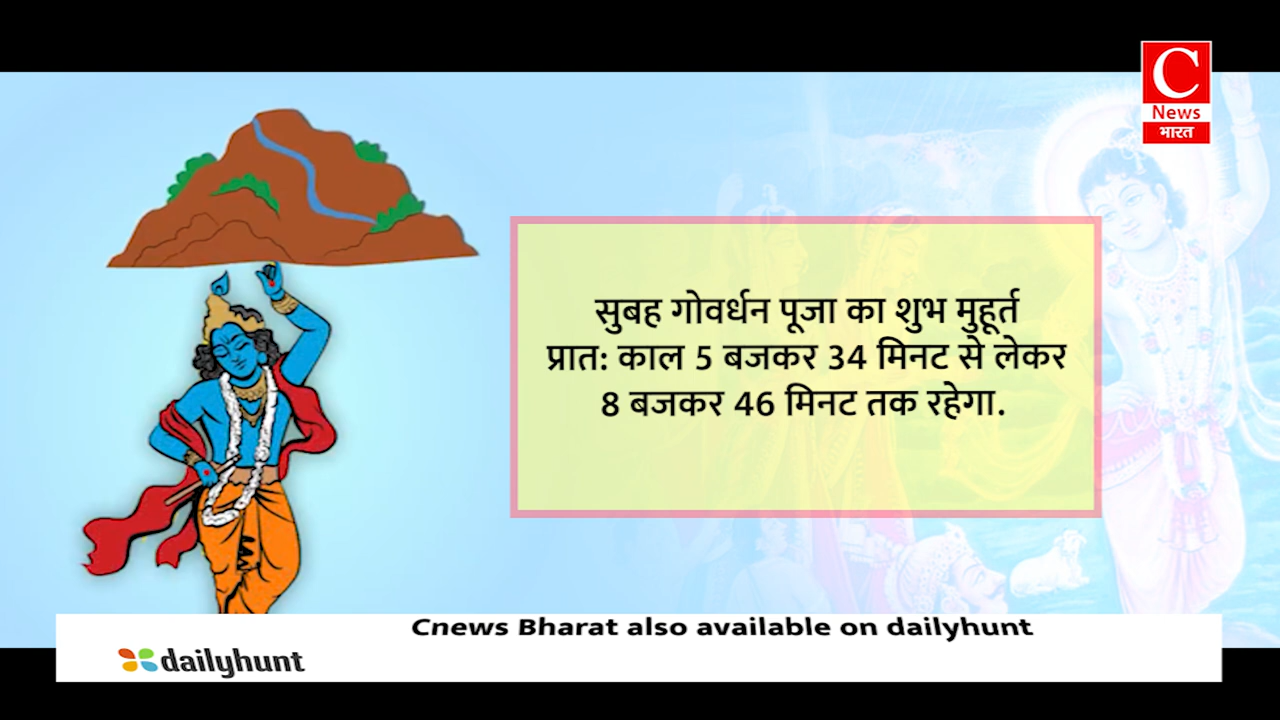 C
News
भारत
सुबह गोवर्धन पूजा का शुभ मुहूर्त
प्रात: काल 5 बजकर 34 मिनट से लेकर
8 बजकर 46 मिनट तक रहेगा.
Cnews Bharat also available on dailyhunt
dailyhunt